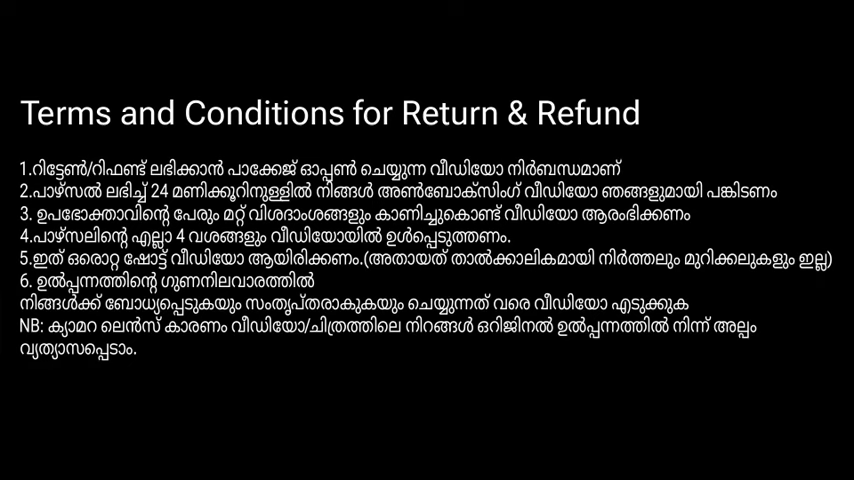 Terms and Conditions for Return & Refund
1.റിട്ടേൺ/റിഫണ്ട് ലഭിക്കാൻ പാക്കേജ് ഓപ്പൺ ചെയ്യുന്ന വീഡിയോ നിർബന്ധമാണ്
2.പാഴ്സൽ ലഭിച്ച് 24 മണിക്കൂറിനുള്ളിൽ നിങ്ങൾ അൺബോക്സിംഗ് വീഡിയോ ഞങ്ങളുമായി പങ്കിടണം
3. ഉപഭോക്താവിന്റെ പേരും മറ്റ് വിശദാംശങ്ങളും കാണിച്ചുകൊണ്ട് വീഡിയോ ആരംഭിക്കണം
4.പാഴ്സലിന്റെ എല്ലാ 4 വശങ്ങളും വീഡിയോയിൽ ഉൾപ്പെടുത്തണം.
5.ഇത് ഒരൊറ്റ ഷോട്ട് വീഡിയോ ആയിരിക്കണം.(അതായത് താൽക്കാലികമായി നിർത്തലും മുറിക്കലുകളും ഇല്ല)
6. ഉൽപ്പന്നത്തിന്റെ ഗുണനിലവാരത്തിൽ
നിങ്ങൾക്ക് ബോധ്യപ്പെടുകയും സംതൃപ്തരാകുകയും ചെയ്യുന്നത് വരെ വീഡിയോ എടുക്കുക
NB: ക്യാമറ ലെൻസ് കാരണം വീഡിയോ/ചിത്രത്തിലെ നിറങ്ങൾ ഒറിജിനൽ ഉൽപ്പന്നത്തിൽ നിന്ന് അല്പം
വ്യത്യാസപ്പെടാം.